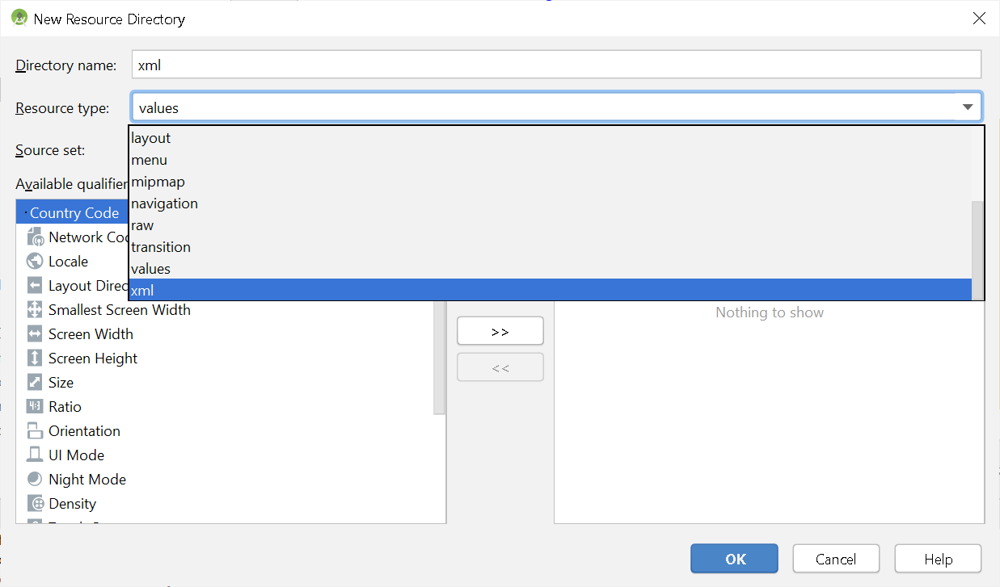 New Resource Directory
Directory name: xml
Resource type: values
layout
menu
Source set:
mipmap
Available qualifier
navigation
Country Code
raw
Network Coc
transition
Locale
values
Layout Direc
xml
Smallest Screen Width
Nothing to show
Screen Width
>>
Screen Height
<<
Size
Ratio
Orientation
UI Mode
Night Mode
Density
OK Cancel Help